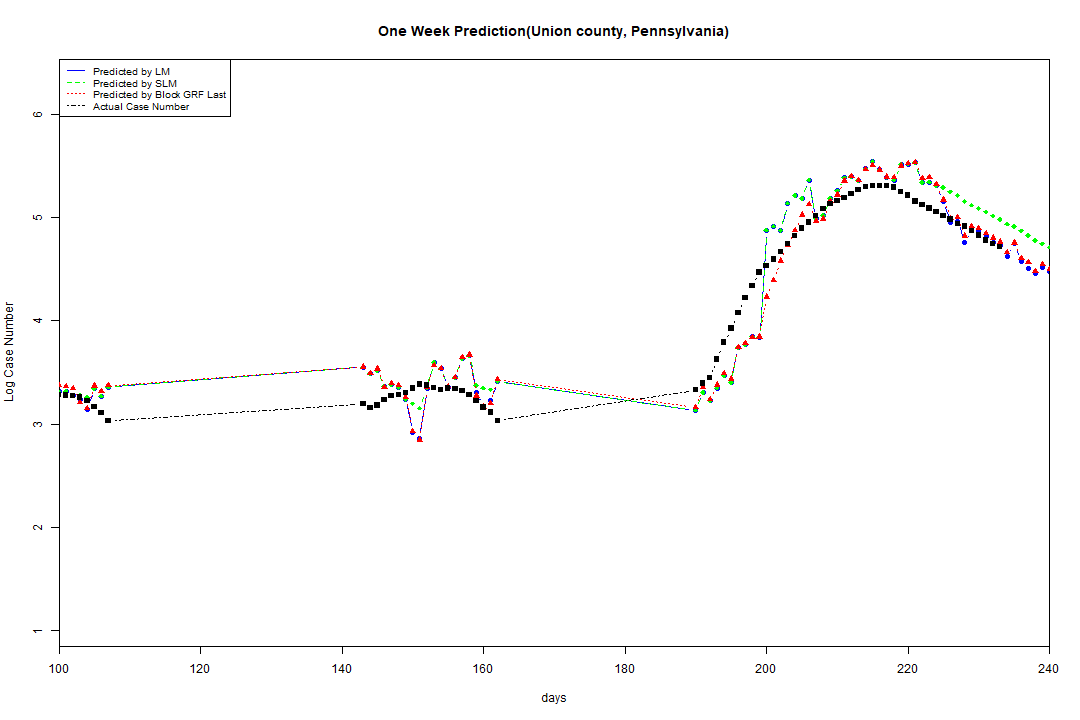 One Week Prediction(Union county, Pennsylvania)
Predicted by LM
Predicted by SLM
Predicted by Block GRF Last
Actual Case Number
6
5
4
3
2
1
Log Case Number
100 120 140 160 180 200 220 240
days